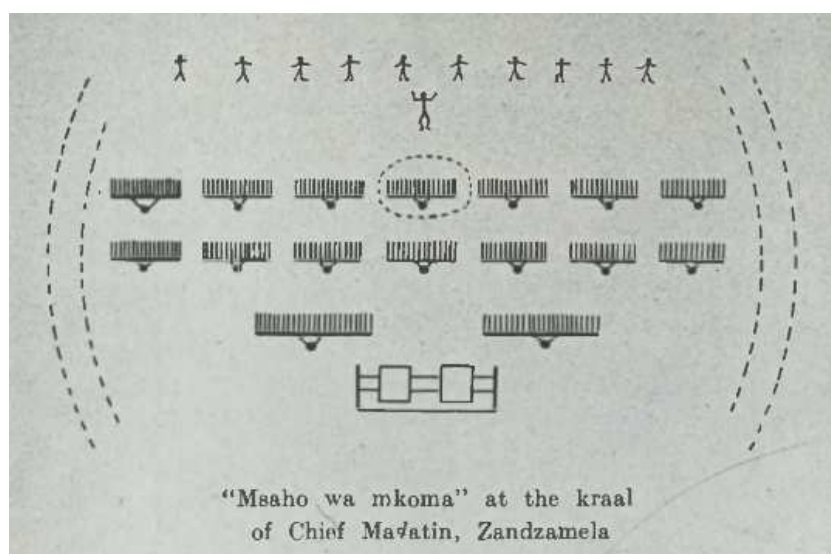 “Msaho wa mkoma” at the kraal
of Chief Zandzamela